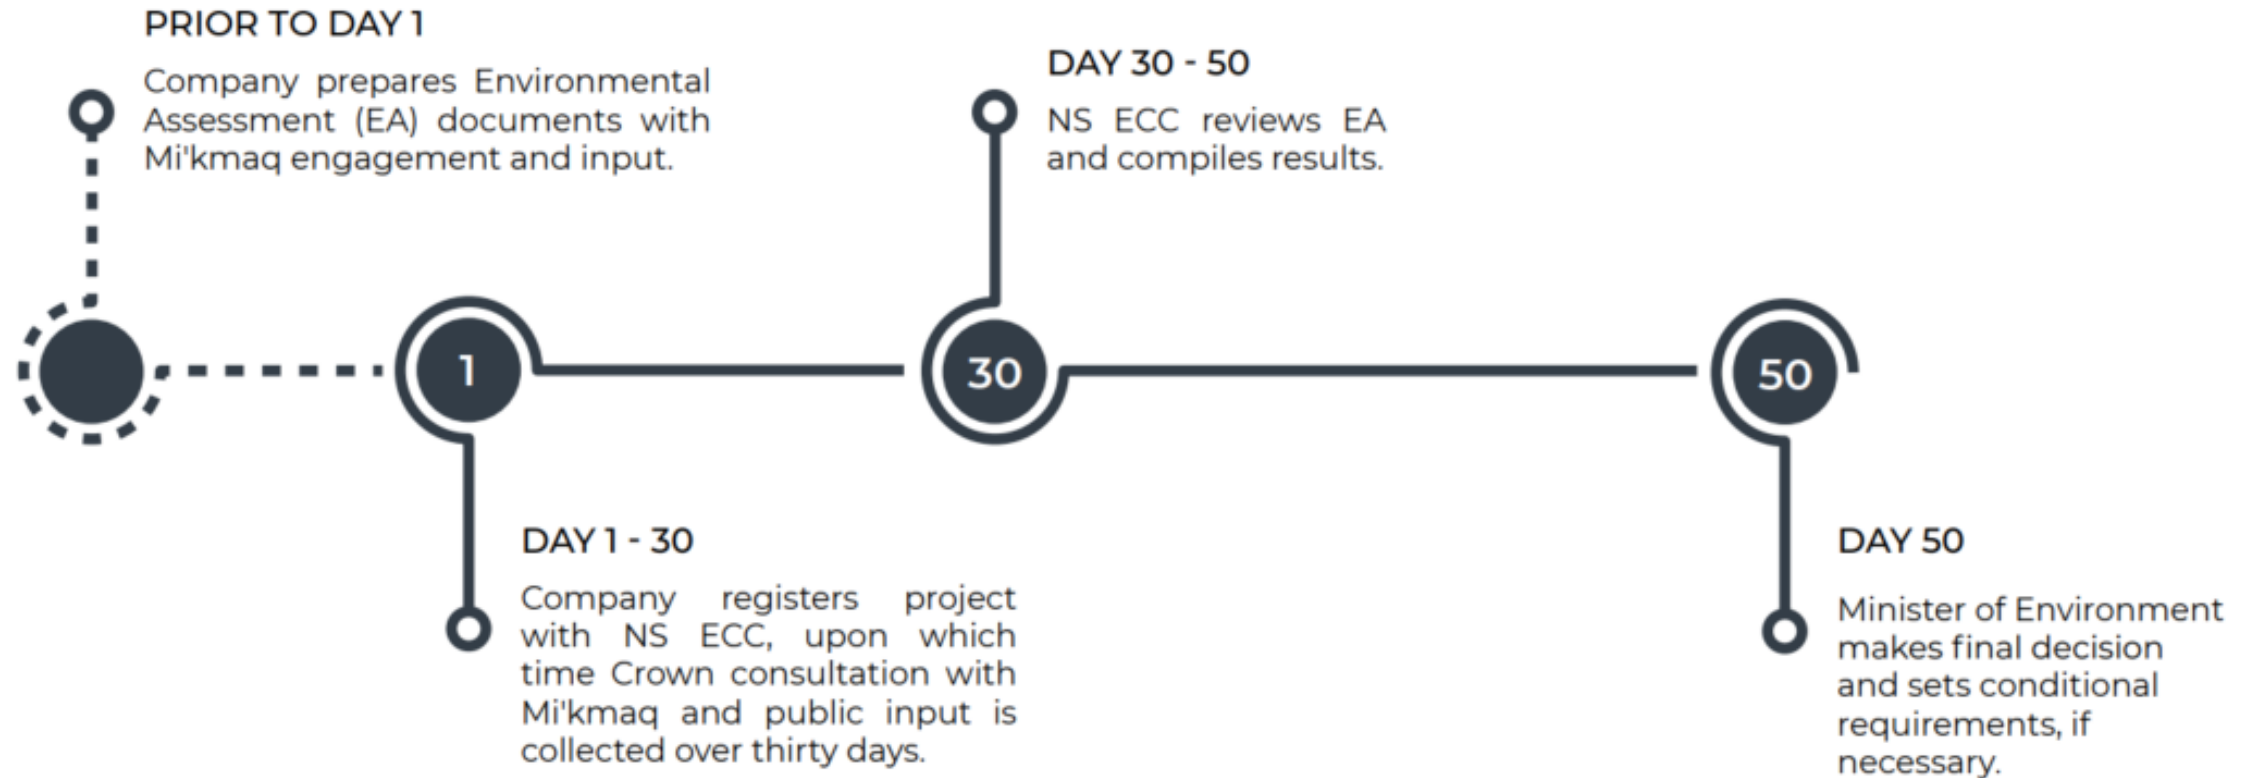 PRIOR TO DAY 1
Company prepares Environmental
Assessment (EA) documents with
Mi'kmaq engagement and input.
DAY 30 - 50
NS ECC reviews EA
and compiles results.
1
30
50
DAY 1 - 30
Company registers project
with NS ECC, upon which
time Crown consultation with
Mi'kmaq and public input is
collected over thirty days.
DAY 50
Minister of Environment
makes final decision
and sets conditional
requirements, if
necessary.